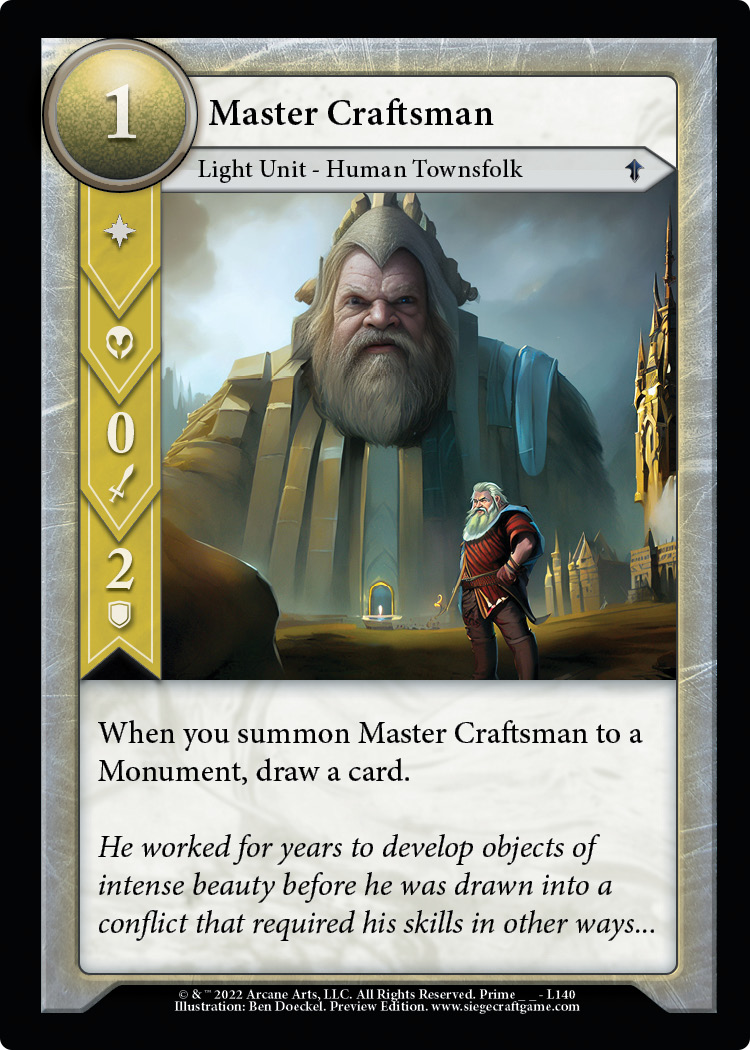 1
Master Craftsman
Light Unit - Human Townsfolk
0
2
When you summon Master Craftsman to a
Monument, draw a card.
He worked for years to develop objects of
intense beauty before he was drawn into a
conflict that required his skills in other ways...
© & ™ 2022 Arcane Arts, LLC. All Rights Reserved. Prime _ _ - L140
Illustration: Ben Doeckel. Preview Edition. www.siegecraftgame.com